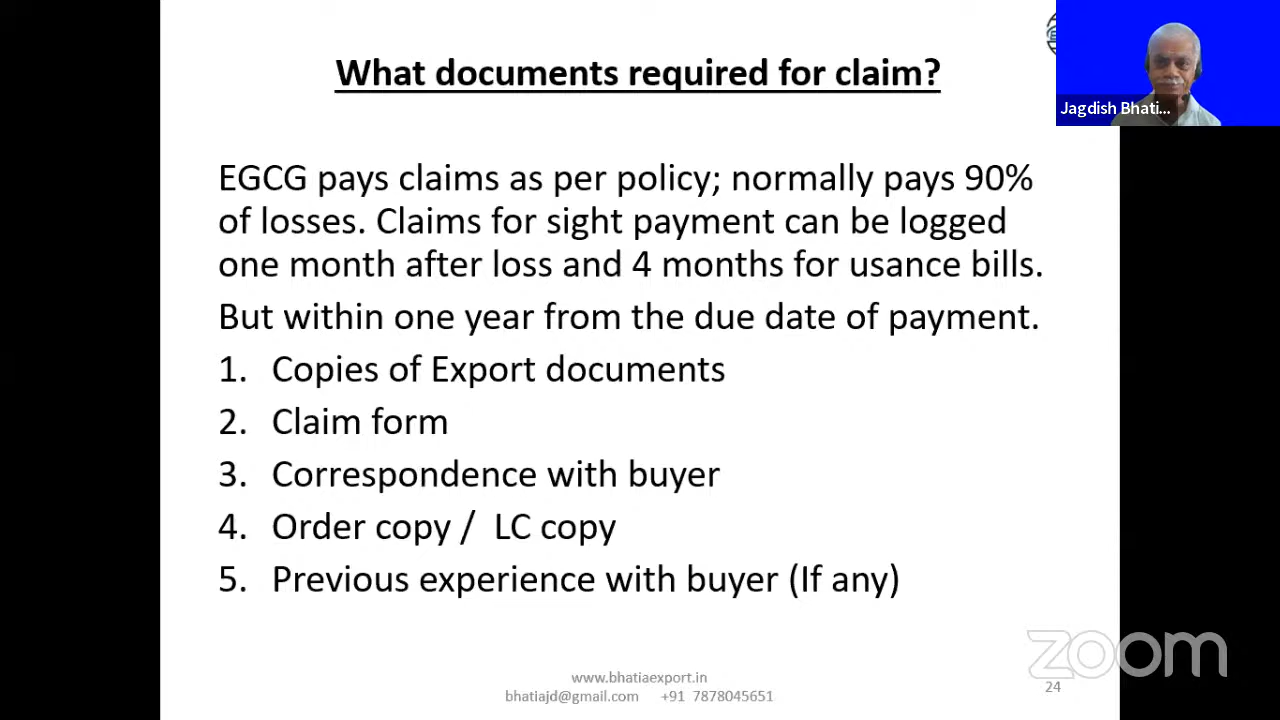 What documents required for claim?
Jagdish Bhati...
EGCG pays claims as per policy; normally pays 90%
of losses. Claims for sight payment can be logged
one month after loss and 4 months for usance bills.
But within one year from the due date of payment.
1. Copies of Export documents
2. Claim form
3. Correspondence with buyer
4. Order copy / LC copy
5. Previous experience with buyer (If any)
zoom
www.bhatiaexport.in
bhatiajd@gmail.com +91 7878045651
24